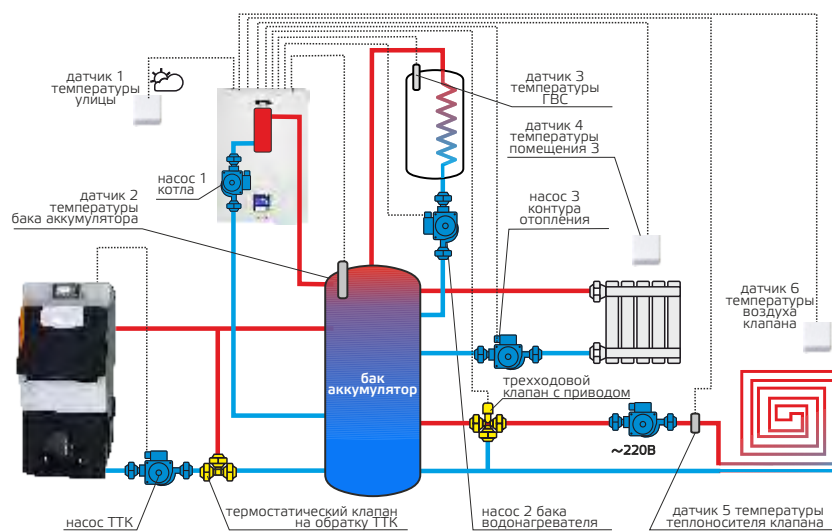 датчик 1
температуры
улицы
датчик 3
температуры
ГВС
датчик 4
температуры
помещения 3
насос 1
котла
датчик 2
температуры
бака аккумулятора
насос 3
контура
отопления
датчик 6
температуры
воздуха
клапана
бак
аккумулятор
трехходовой
клапан с приводом
~220В
насос ТТК
термостатический клапан
на обратку ТТК
насос 2 бака
водонагревателя
датчик 5 температуры
теплоносителя клапана